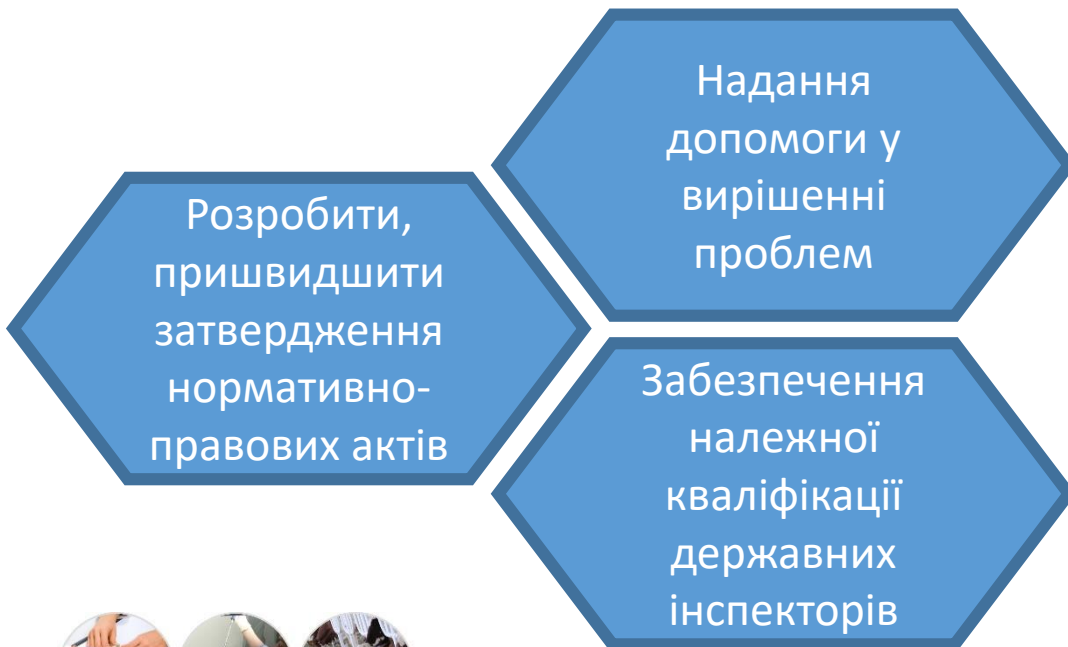 Надання
допомоги у
вирішенні
проблем
Розробити,
пришвидшити
затвердження
нормативно-
правових актів
Забезпечення
належної
кваліфікації
державних
інспекторів